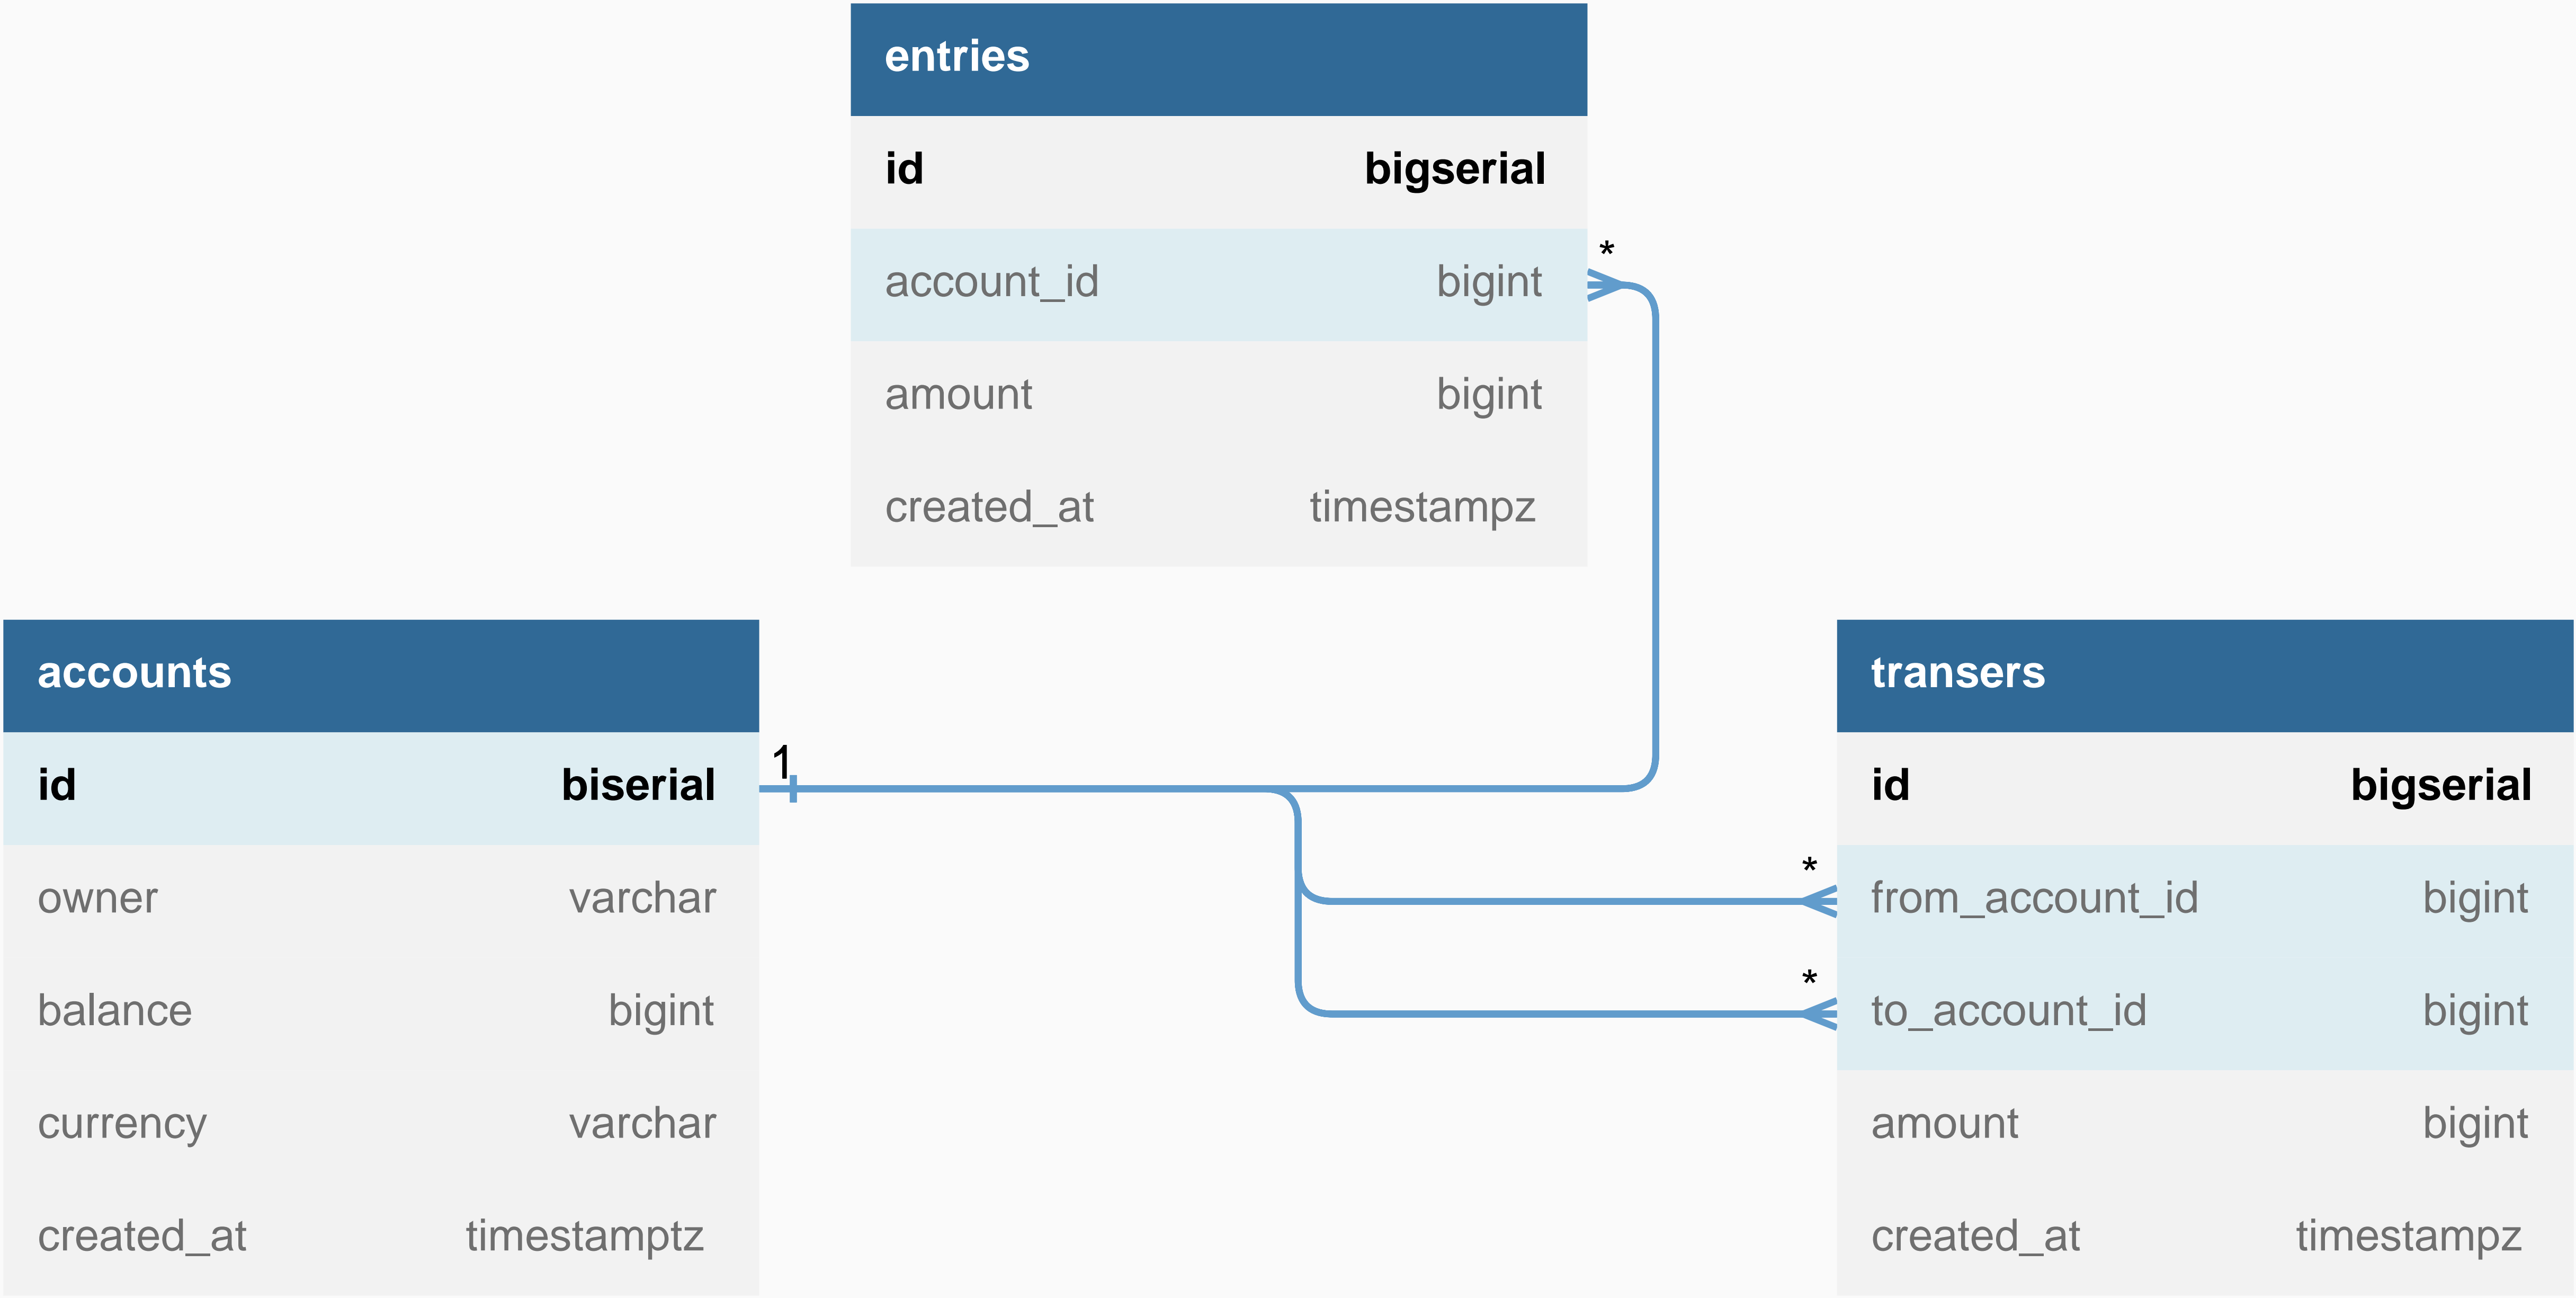 entries
id bigserial
account_id bigint
*
amount bigint
created_at timestampz
accounts
id biserial
1
owner varchar
balance bigint
currency varchar
created_at timestamptz
transers
id bigserial
*
from_account_id bigint
*
to_account_id bigint
amount bigint
created_at timestampz